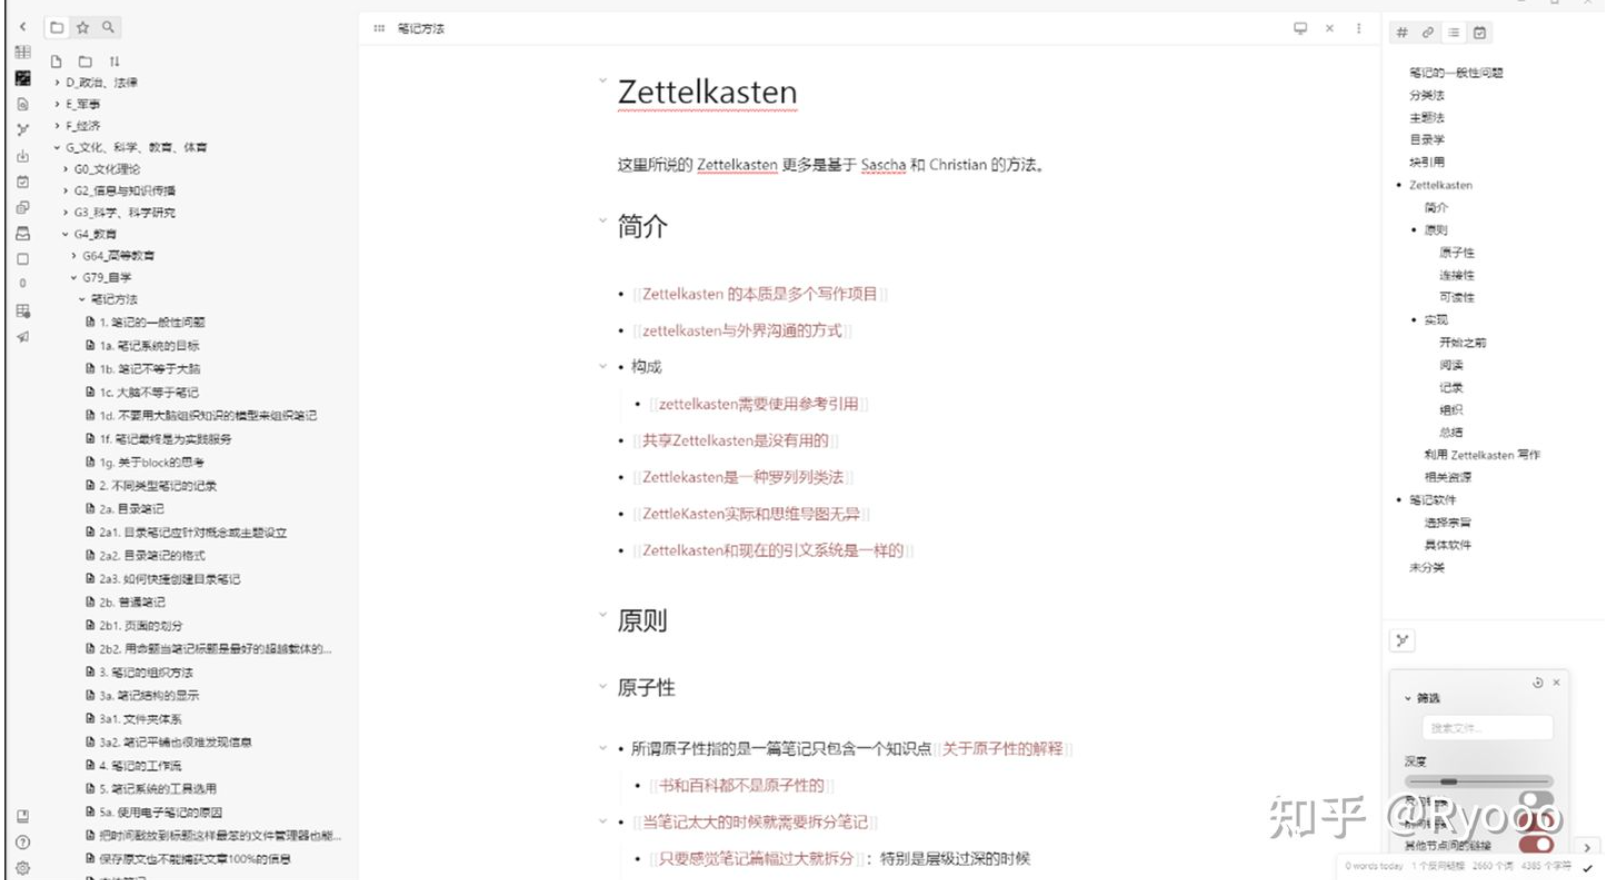 D_政治、法律
E_军事
F_经济
G_文化、科学、教育、体育
G0_文化理论
G2_信息与知识传播
G3_科学、科学研究
G4_教育
G64_高等教育
G79_自学
笔记方法
1. 笔记的一般性问题
1a. 笔记系统的目标
1b. 笔记不等于大脑
1c. 大脑不等于笔记
1d. 不要用大脑组织知识的模型来组织笔记
1f. 笔记最终是为实践服务
1g. 关于block的思考
2. 不同类型笔记的记录
2a. 目录笔记
2a1. 目录笔记应针对概念或主题设立
2a2. 目录笔记的格式
2a3. 如何快捷创建目录笔记
2b. 普通笔记
2b1. 页面的划分
2b2. 用命题当笔记标题是最好的超越载体的...
3. 笔记的组织方法
3a. 笔记结构的显示
3a1. 文件夹体系
3a2. 笔记平铺也很难发现信息
4. 笔记的工作流
5. 笔记系统的工具选用
5a. 使用电子笔记的原因
把时间戳放到标题这样最笨的文件管理器也能...
保存原文也不能捕获文章100%的信息
笔记方法
Zettelkasten
这里所说的 Zettelkasten 更多是基于 Sascha 和 Christian 的方法。
简介
[[Zettelkasten 的本质是多个写作项目]]
[[zettelkasten与外界沟通的方式]]
构成
[[zettelkasten需要使用参考引用]]
[[共享Zettelkasten是没有用的]]
[[Zettlekasten是一种罗列列类法]]
[[ZettleKasten实际和思维导图无异]]
[[Zettelkasten和现在的引文系统是一样的]]
原则
原子性
所谓原子性指的是一篇笔记只包含一个知识点[[关于原子性的解释]]
[[书和百科都不是原子性的]]
[[当笔记太大的时候就需要拆分笔记]]
[[只要感觉笔记篇幅过大就拆分]]：特别是层级过深的时候
笔记的一般性问题
分类法
主题法
目录学
块引用
Zettelkasten
简介
原则
原子性
连接性
可读性
实现
开始之前
阅读
记录
组织
总结
利用 Zettelkasten 写作
相关资源
笔记软件
选择宗旨
具体软件
未分类
筛选
搜索文件...
深度
其他节点间的链接
知乎 @Ryooo
0 words today 1 个反向链接 2660 个词 4385 个字符